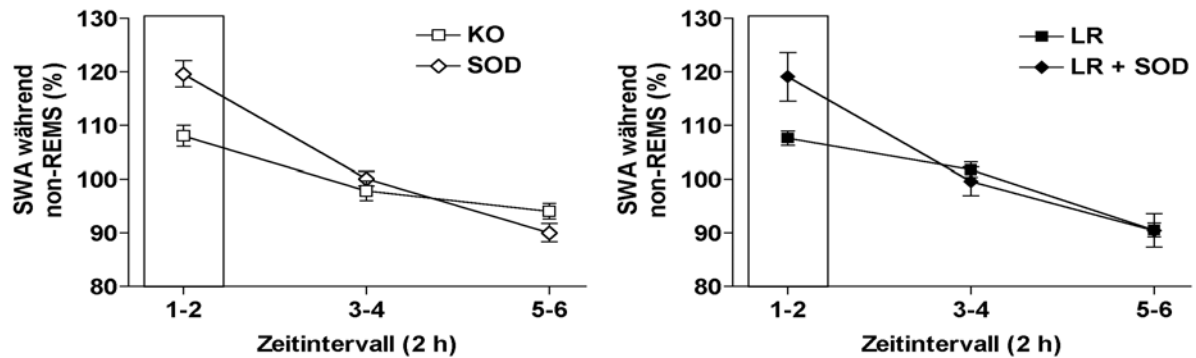 130
120
110
100
90
80
SWA während
non-REMS (%)
KO
SOD
1-2
3-4
5-6
Zeitintervall (2 h)
130
120
110
100
90
80
SWA während
non-REMS (%)
LR
LR + SOD
1-2
3-4
5-6
Zeitintervall (2 h)